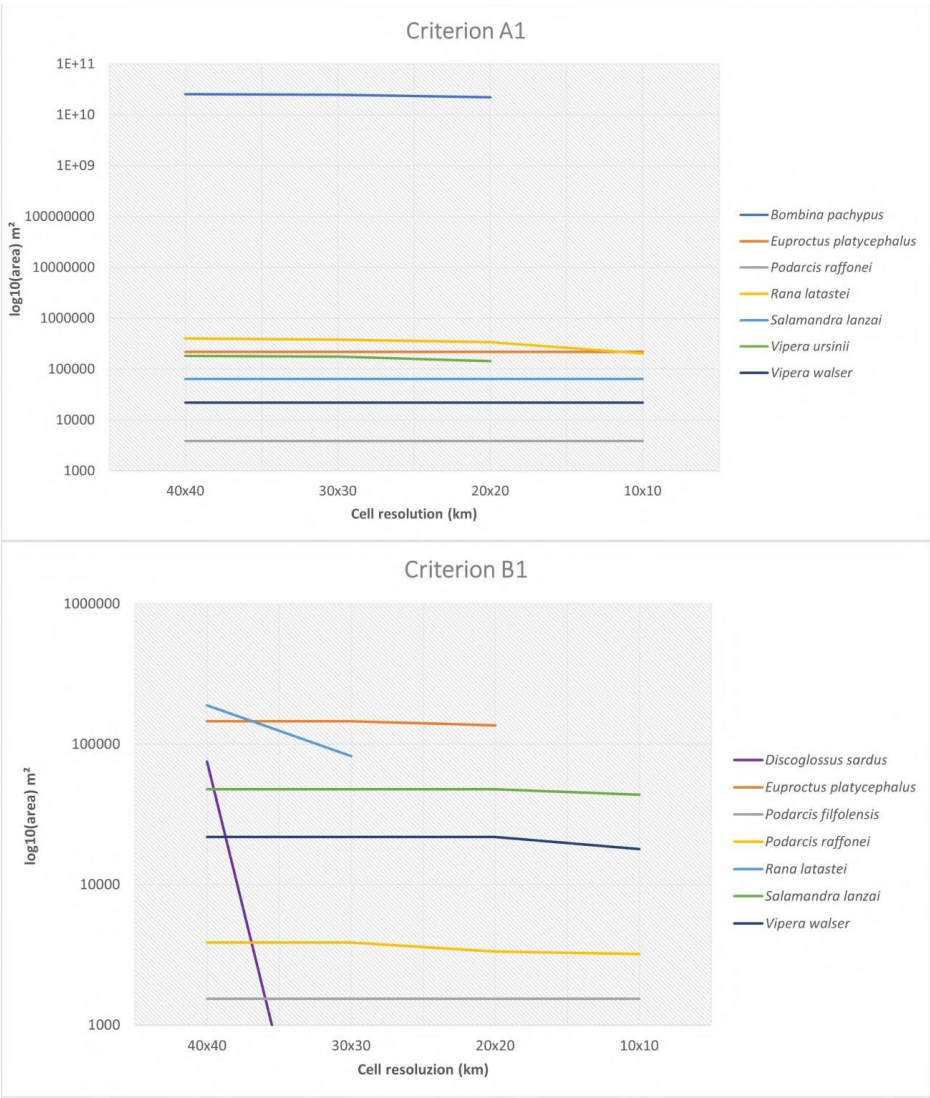 Criterion A1
1E+11
1E+10
1E+09
100000000
10000000
1000000
100000
10000
1000
log10(area) m²
40x40 30x30 20x20 10x10
Cell resolution (km)
Bombina pachypus
Euproctus platycephalus
Podarcis raffonei
Rana latastei
Salamandra lanzai
Vipera ursinii
Vipera walser
Criterion B1
1000000
100000
10000
1000
log10(area) m²
40x40 30x30 20x20 10x10
Cell resoluzion (km)
Discoglossus sardus
Euproctus platycephalus
Podarcis filfolensis
Podarcis raffonei
Rana latastei
Salamandra lanzai
Vipera walser